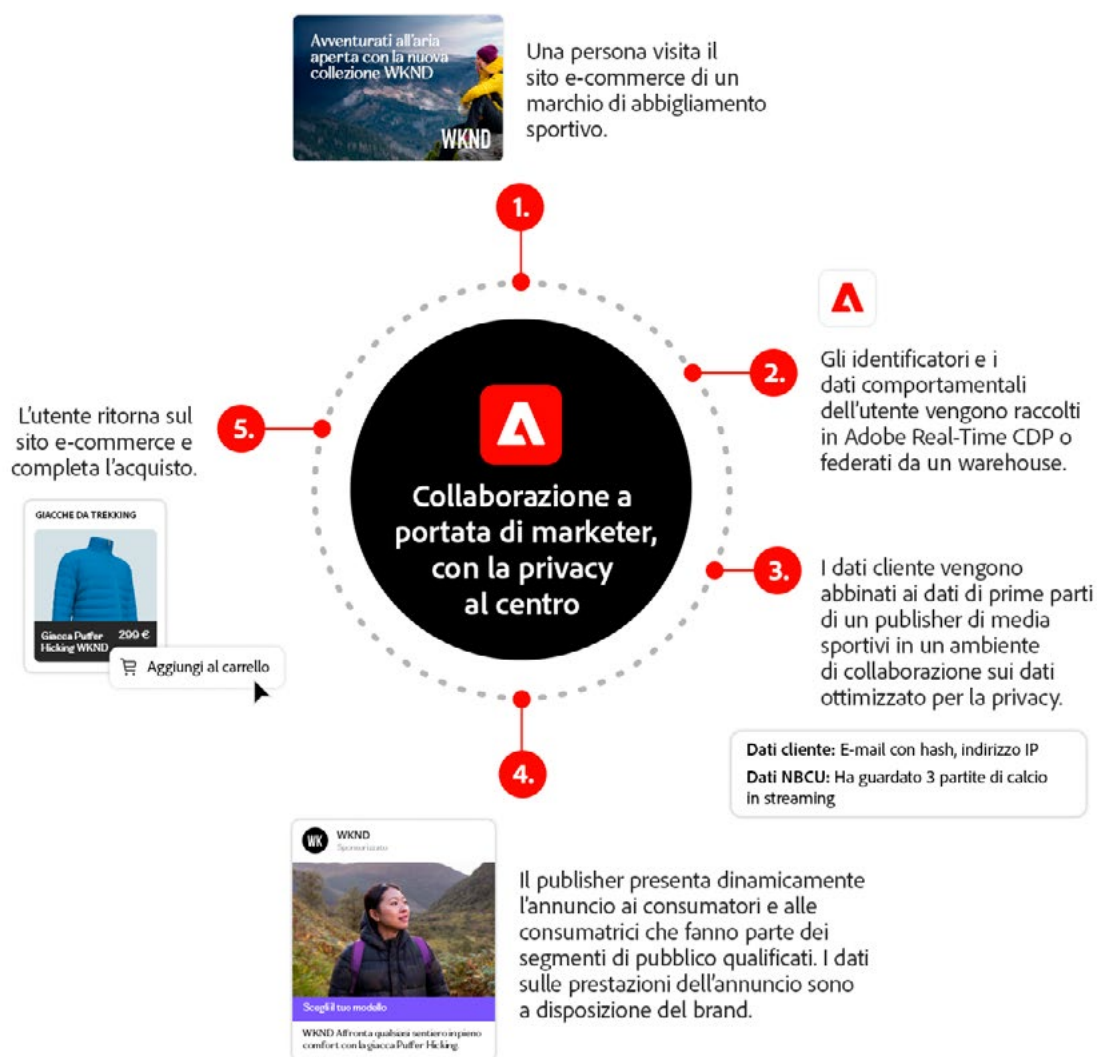 Avventurati all'aria
aperta con la nuova
collezione WKND
WKND
Una persona visita il
sito e-commerce di un
marchio di abbigliamento
sportivo.
1.
2.
Gli identificatori e i
dati comportamentali
dell'utente vengono raccolti
in Adobe Real-Time CDP o
federati da un warehouse.
3.
I dati cliente vengono
abbinati ai dati di prime parti
di un publisher di media
sportivi in un ambiente
di collaborazione sui dati
ottimizzato per la privacy.
Dati cliente: E-mail con hash, indirizzo IP
Dati NBCU: Ha guardato 3 partite di calcio
in streaming
4.
WK
WKND
Sponsorizzato
Scegli il tuo modello
WKND Affronta qualsiasi sentiero in pieno
comfort con la giacca Puffer Hicking.
Il publisher presenta dinamicamente
l'annuncio ai consumatori e alle
consumatrici che fanno parte dei
segmenti di pubblico qualificati. I dati
sulle prestazioni dell'annuncio sono
a disposizione del brand.
5.
L'utente ritorna sul
sito e-commerce e
completa l'acquisto.
GIACCHE DA TREKKING
Giacca Puffer
Hicking WKND
299 €
Aggiungi al carrello
Collaborazione a
portata di marketer,
con la privacy
al centro